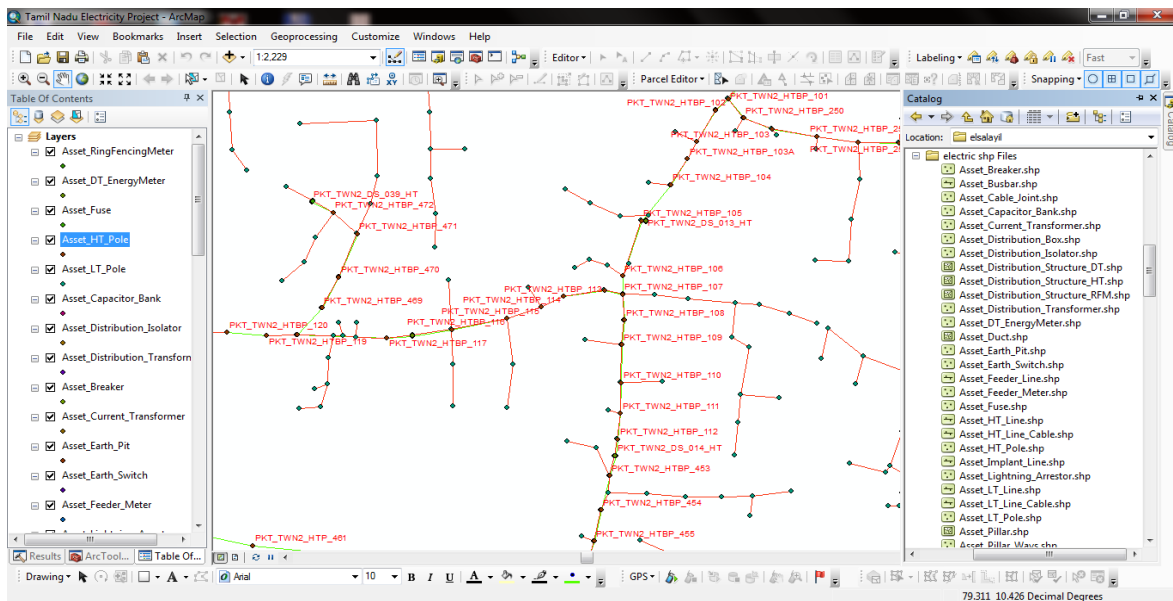 Tamil Nadu Electricity Project - ArcMap
File Edit View Bookmarks Insert Selection Geoprocessing Customize Windows Help
1:2,229
Editor
Labeling
Fast
Parcel Editor
Snapping
Table Of Contents
Layers
Asset_RingFencingMeter
Asset_DT_EnergyMeter
Asset_Fuse
Asset_HT_Pole
Asset_LT_Pole
Asset_Capacitor_Bank
Asset_Distribution_Isolator
Asset_Distribution_Transforn
Asset_Breaker
Asset_Current_Transformer
Asset_Earth_Pit
Asset_Earth_Switch
Asset_Feeder_Meter
Results ArcTool... Table Of...
PKT_TWN2_HTBP_101
PKT_TWN2_HTBP_102
PKT_TWN2_HTBP_250
PKT_TWN2_HTBP_103
PKT_TWN2_HTBP_103A
PKT_TWN2_HTBP_104
PKT_TWN2_DS_039_HT
PKT_TWN2_HTBP_472
PKT_TWN2_HTBP_105
PKT_TWN2_DS_013_HT
PKT_TWN2_HTBP_471
PKT_TWN2_HTBP_470
PKT_TWN2_HTBP_106
PKT_TWN2_HTBP_107
PKT_TWN2_HTBP_113
PKT_TWN2_HTBP_114
PKT_TWN2_HTBP_469
PKT_TWN2_HTBP_115
PKT_TWN2_HTBP_116
PKT_TWN2_HTBP_108
PKT_TWN2_HTBP_120
PKT_TWN2_HTBP_119
PKT_TWN2_HTBP_117
PKT_TWN2_HTBP_109
PKT_TWN2_HTBP_110
PKT_TWN2_HTBP_111
PKT_TWN2_HTBP_112
PKT_TWN2_DS_014_HT
PKT_TWN2_HTBP_453
PKT_TWN2_HTBP_454
PKT_TWN2_HTBP_455
PKT_TWN2_HTP_461
Catalog
Location: elsalayil
electric shp Files
Asset_Breaker.shp
Asset_Busbar.shp
Asset_Cable_Joint.shp
Asset_Capacitor_Bank.shp
Asset_Current_Transformer.shp
Asset_Distribution_Box.shp
Asset_Distribution_Isolator.shp
Asset_Distribution_Structure_DT.shp
Asset_Distribution_Structure_HT.shp
Asset_Distribution_Structure_RFM.shp
Asset_Distribution_Transformer.shp
Asset_DT_EnergyMeter.shp
Asset_Duct.shp
Asset_Earth_Pit.shp
Asset_Earth_Switch.shp
Asset_Feeder_Line.shp
Asset_Feeder_Meter.shp
Asset_Fuse.shp
Asset_HT_Line.shp
Asset_HT_Line_Cable.shp
Asset_HT_Pole.shp
Asset_Implant_Line.shp
Asset_Lightning_Arrestor.shp
Asset_LT_Line.shp
Asset_LT_Line_Cable.shp
Asset_LT_Pole.shp
Asset_Pillar.shp
Asset_Pillar_Ways.shp
Catalog
Drawing
Arial
10
B I U A
GPS
79.311 10.426 Decimal Degrees